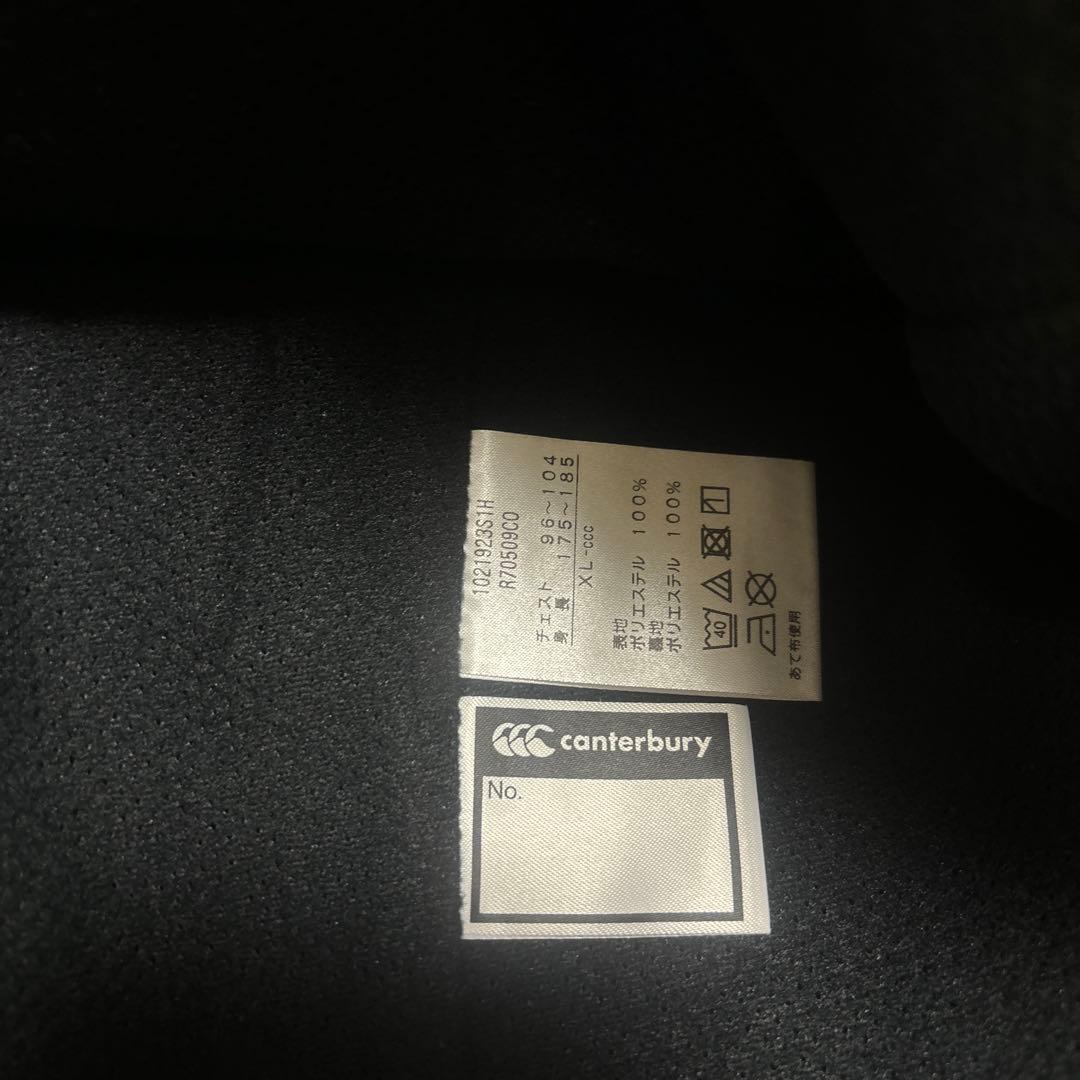 1021923S1H
R70509CO
チェスト 96～104
身 長 175～185
XL-ccc
表地
ポリエステル 100%
裏地
ポリエステル 100%
40
あて布使用
canterbury
No.